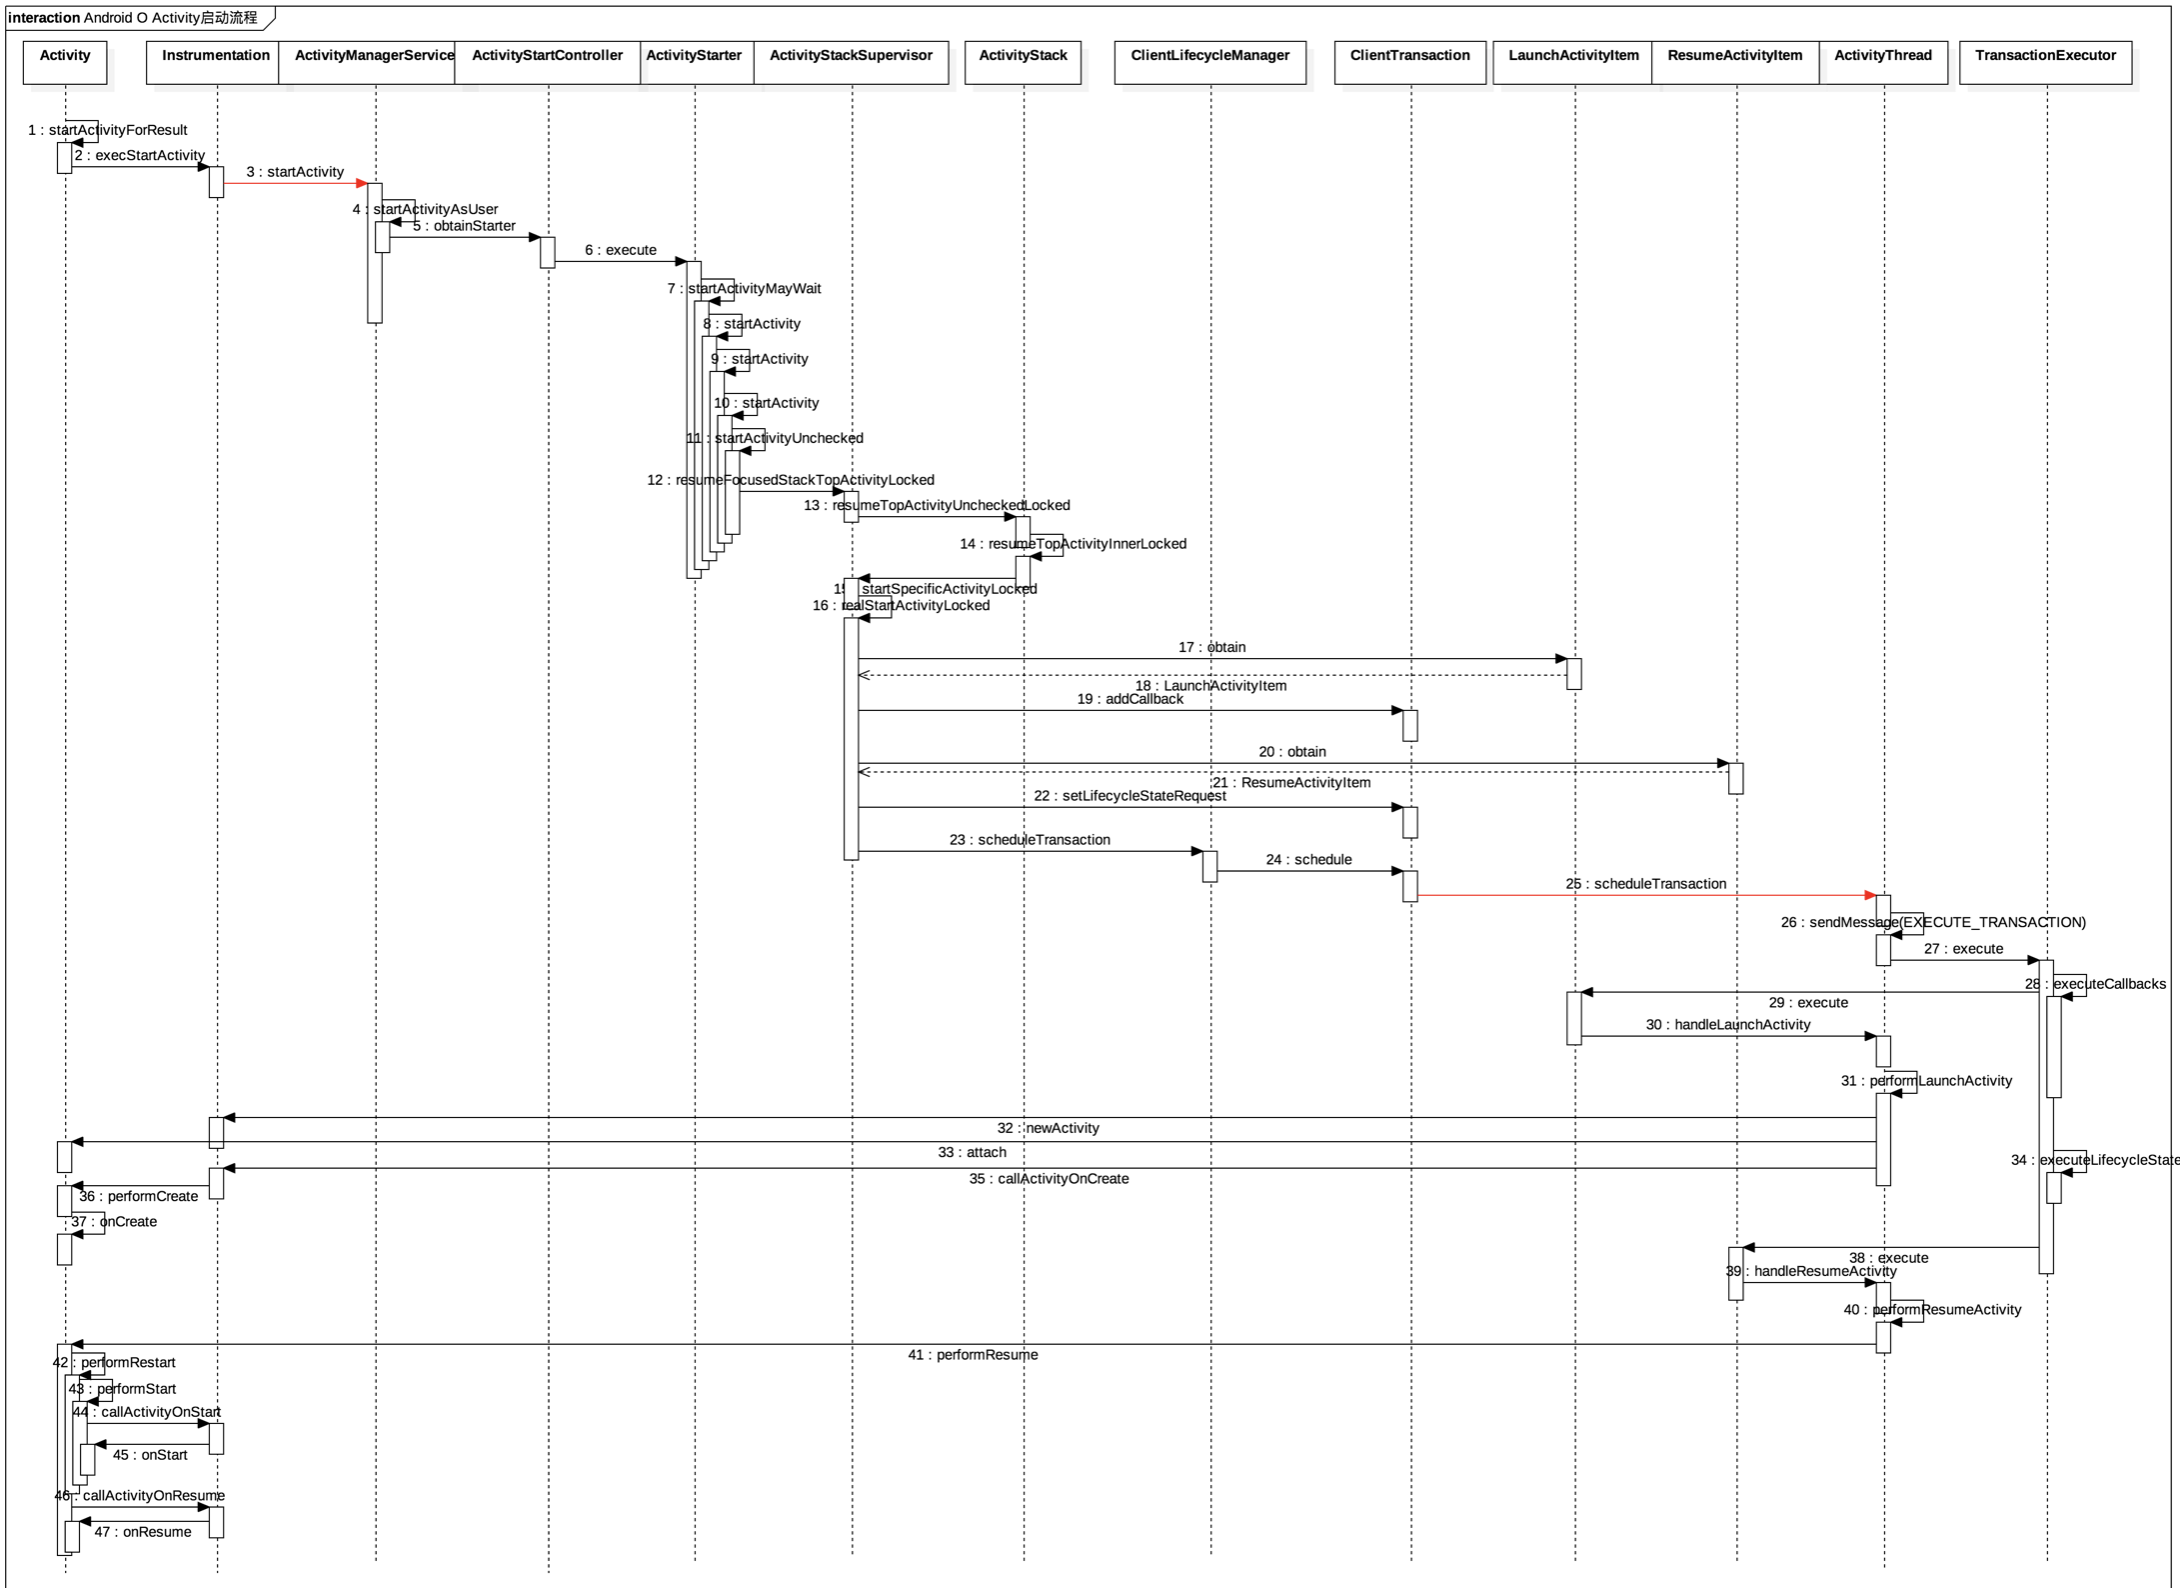 interaction Android O Activity启动流程
Activity
Instrumentation
ActivityManagerService
ActivityStartController
ActivityStarter
ActivityStackSupervisor
ActivityStack
ClientLifecycleManager
ClientTransaction
LaunchActivityItem
ResumeActivityItem
ActivityThread
TransactionExecutor
1 : startActivityForResult
2 : execStartActivity
3 : startActivity
4 : startActivityAsUser
5 : obtainStarter
6 : execute
7 : startActivityMayWait
8 : startActivity
9 : startActivity
10 : startActivity
11 : startActivityUnchecked
12 : resumeFocusedStackTopActivityLocked
13 : resumeTopActivityUncheckedLocked
14 : resumeTopActivityInnerLocked
15 : startSpecificActivityLocked
16 : realStartActivityLocked
17 : obtain
18 : LaunchActivityItem
19 : addCallback
20 : obtain
21 : ResumeActivityItem
22 : setLifecycleStateRequest
23 : scheduleTransaction
24 : schedule
25 : scheduleTransaction
26 : sendMessage(EXECUTE_TRANSACTION)
27 : execute
28 : executeCallbacks
29 : execute
30 : handleLaunchActivity
31 : performLaunchActivity
32 : newActivity
33 : attach
34 : executeLifecycleState
35 : callActivityOnCreate
36 : performCreate
37 : onCreate
38 : execute
39 : handleResumeActivity
40 : performResumeActivity
41 : performResume
42 : performRestart
43 : performStart
44 : callActivityOnStart
45 : onStart
46 : callActivityOnResume
47 : onResume